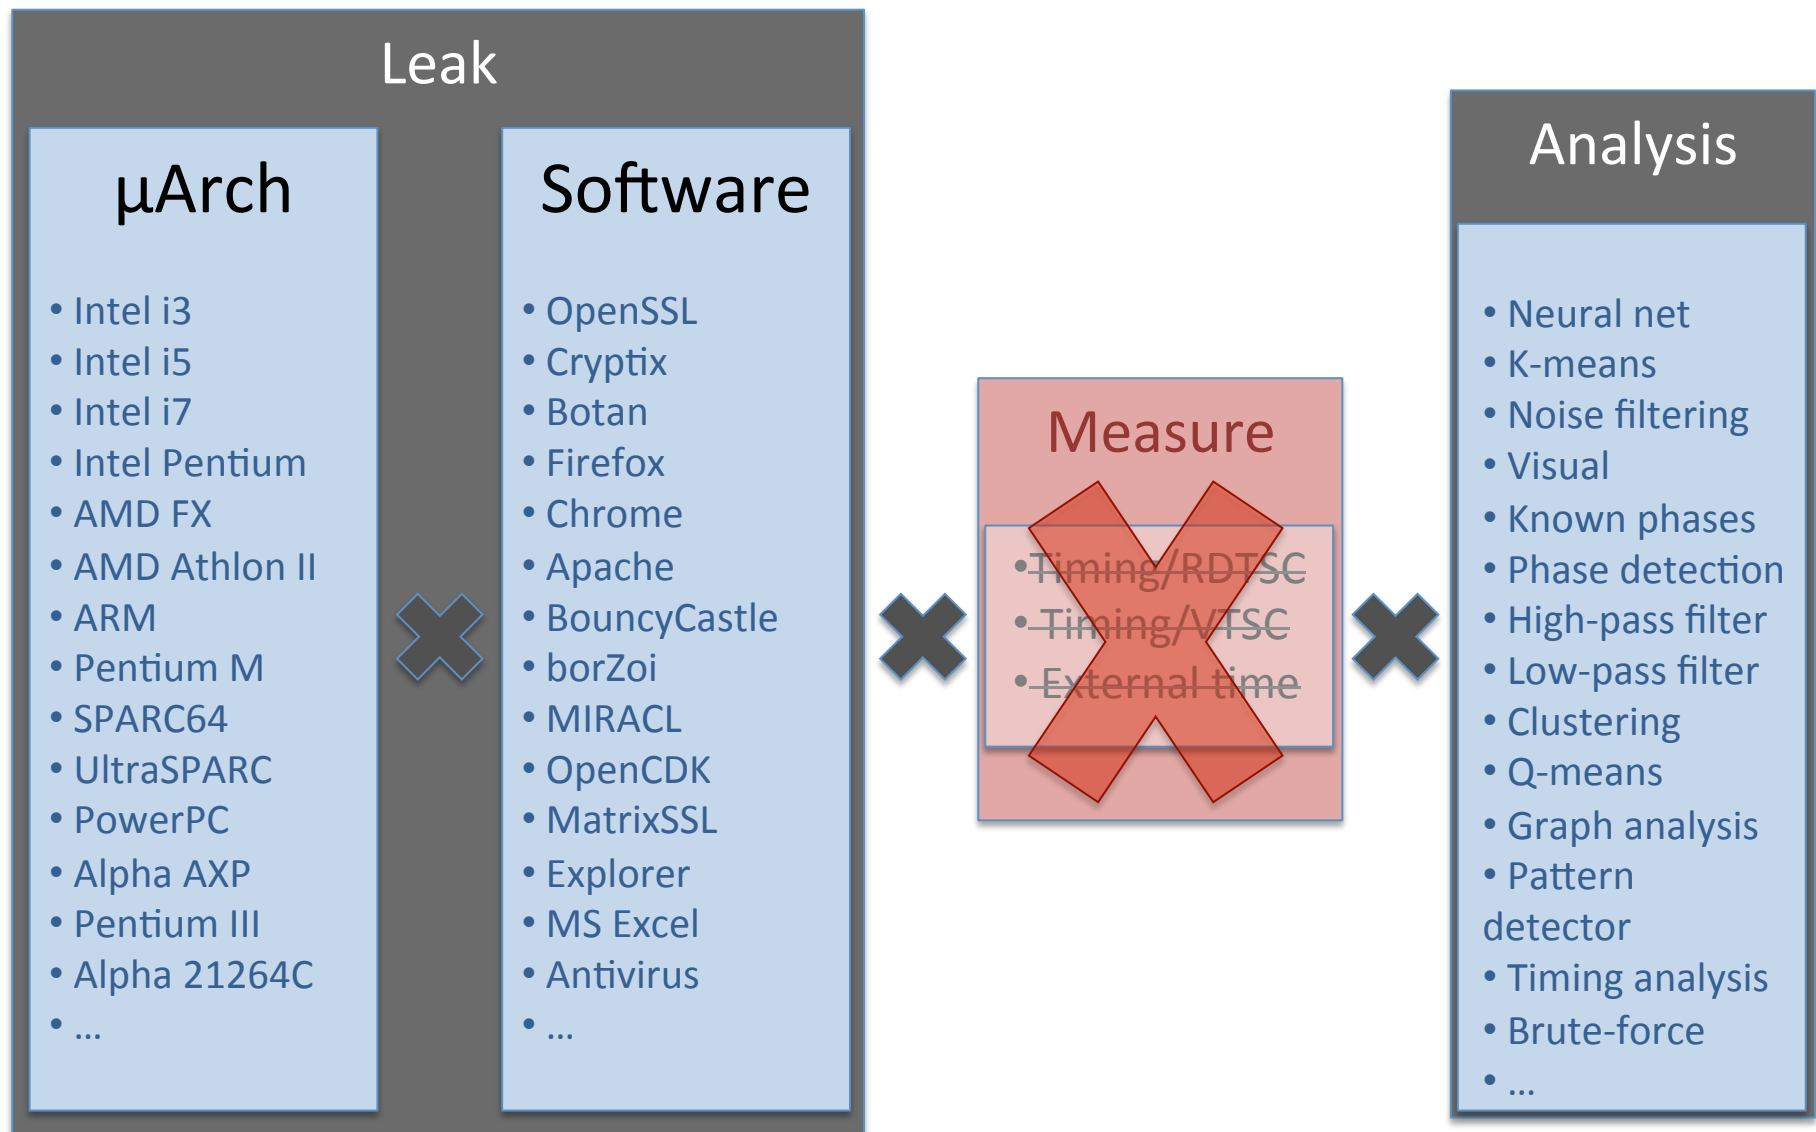 Leak
µArch
• Intel i3
• Intel i5
• Intel i7
• Intel Pentium
• AMD FX
• AMD Athlon II
• ARM
• Pentium M
• SPARC64
• UltraSPARC
• PowerPC
• Alpha AXP
• Pentium III
• Alpha 21264C
• ...
Software
• OpenSSL
• Cryptix
• Botan
• Firefox
• Chrome
• Apache
• BouncyCastle
• borZoi
• MIRACL
• OpenCDK
• MatrixSSL
• Explorer
• MS Excel
• Antivirus
• ...
Measure
• Timing/RDTSC
• Timing/VTSC
• External time
Analysis
• Neural net
• K-means
• Noise filtering
• Visual
• Known phases
• Phase detection
• High-pass filter
• Low-pass filter
• Clustering
• Q-means
• Graph analysis
• Pattern
detector
• Timing analysis
• Brute-force
• ...